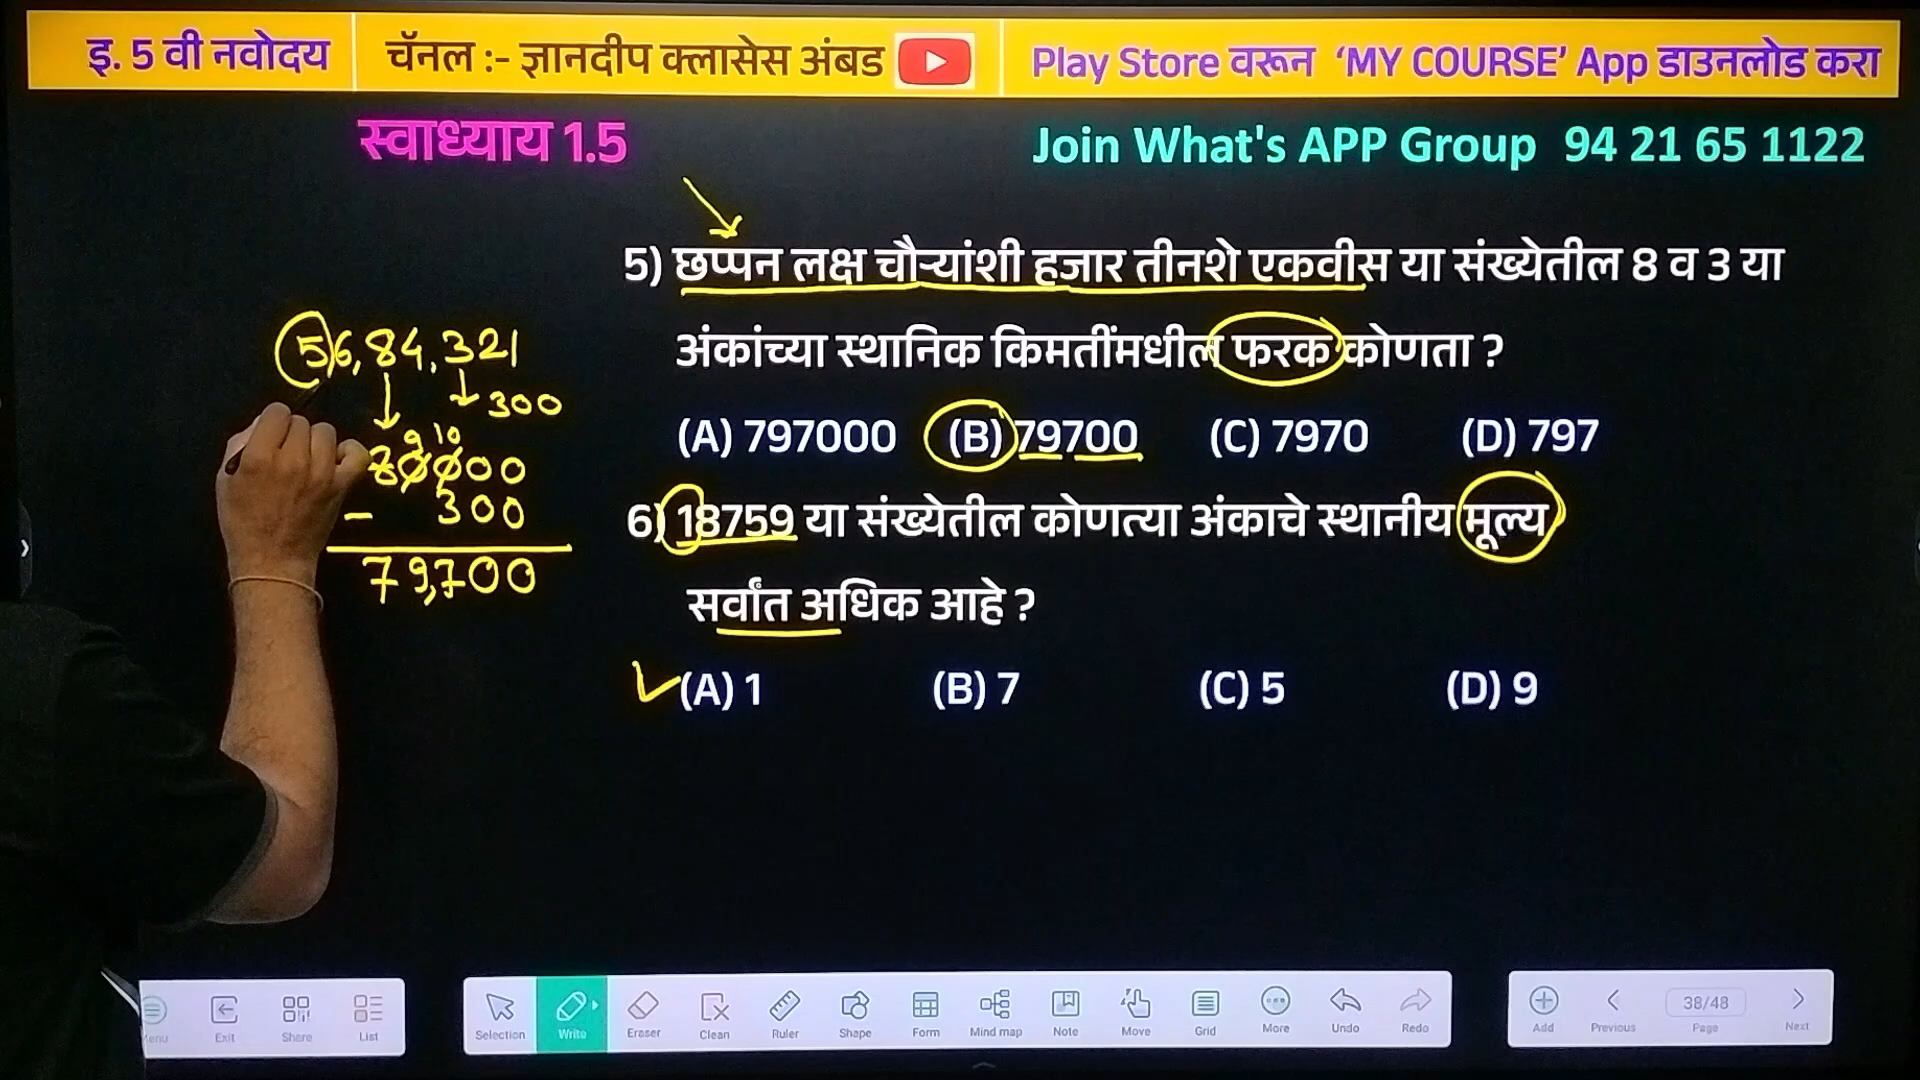 इ. 5 वी नवोदय
चॅनल :- ज्ञानदीप क्लासेस अंबड
Play Store वरून ‘MY COURSE’ App डाउनलोड करा
स्वाध्याय 1.5
Join What's APP Group 94 21 65 1122
5) छप्पन लक्ष चौऱ्यांशी हजार तीनशे एकवीस या संख्येतील 8 व 3 या
अंकांच्या स्थानिक किमतींमधील फरक कोणता ?
(A) 797000 (B) 79700 (C) 7970 (D) 797
6) 18759 या संख्येतील कोणत्या अंकाचे स्थानीय मूल्य
सर्वांत अधिक आहे ?
(A) 1 (B) 7 (C) 5 (D) 9
56,84,321
300
9 10
80000
- 300
79,700
Exit Share List
Selection Write Eraser Clean Ruler Shape Form Mind map Note Move Grid More Undo Redo
Add Previous 38/48 Page Next